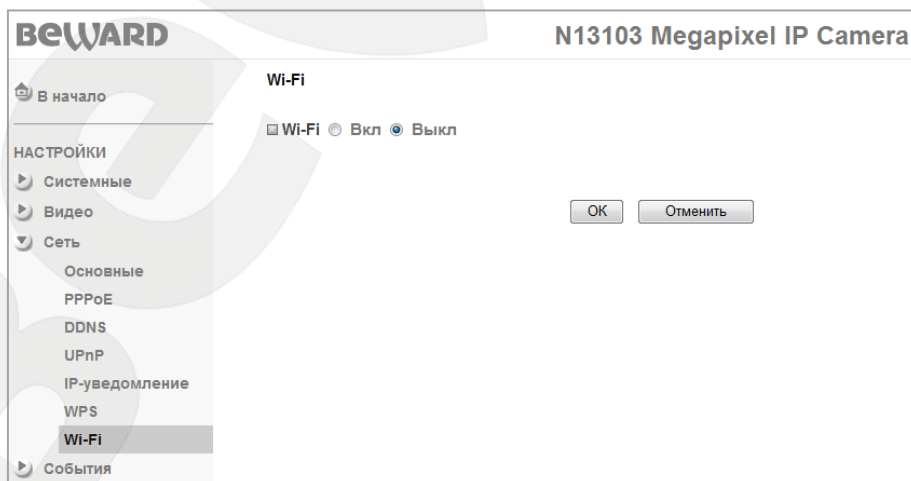 BEWARD
N13103 Megapixel IP Camera
В начало
НАСТРОЙКИ
Системные
Видео
Сеть
Основные
PPPoE
DDNS
UPnP
IP-уведомление
WPS
Wi-Fi
События
Wi-Fi
Wi-Fi Вкл Выкл
OK Отменить